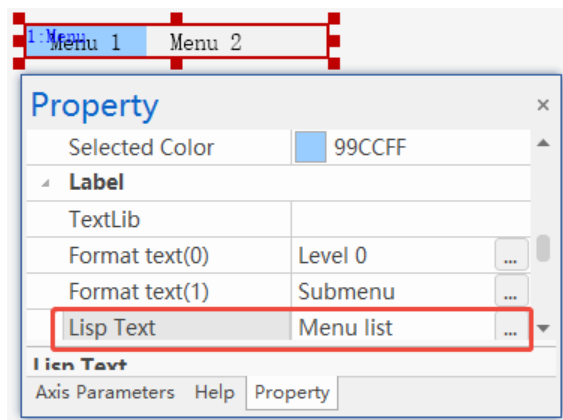 1:Menu
Menu 1 Menu 2
Property ×
Selected Color 99CCFF
Label
TextLib
Format text(0) Level 0 ...
Format text(1) Submenu ...
Lisp Text Menu list ...
Lisp Text
Axis Parameters Help Property